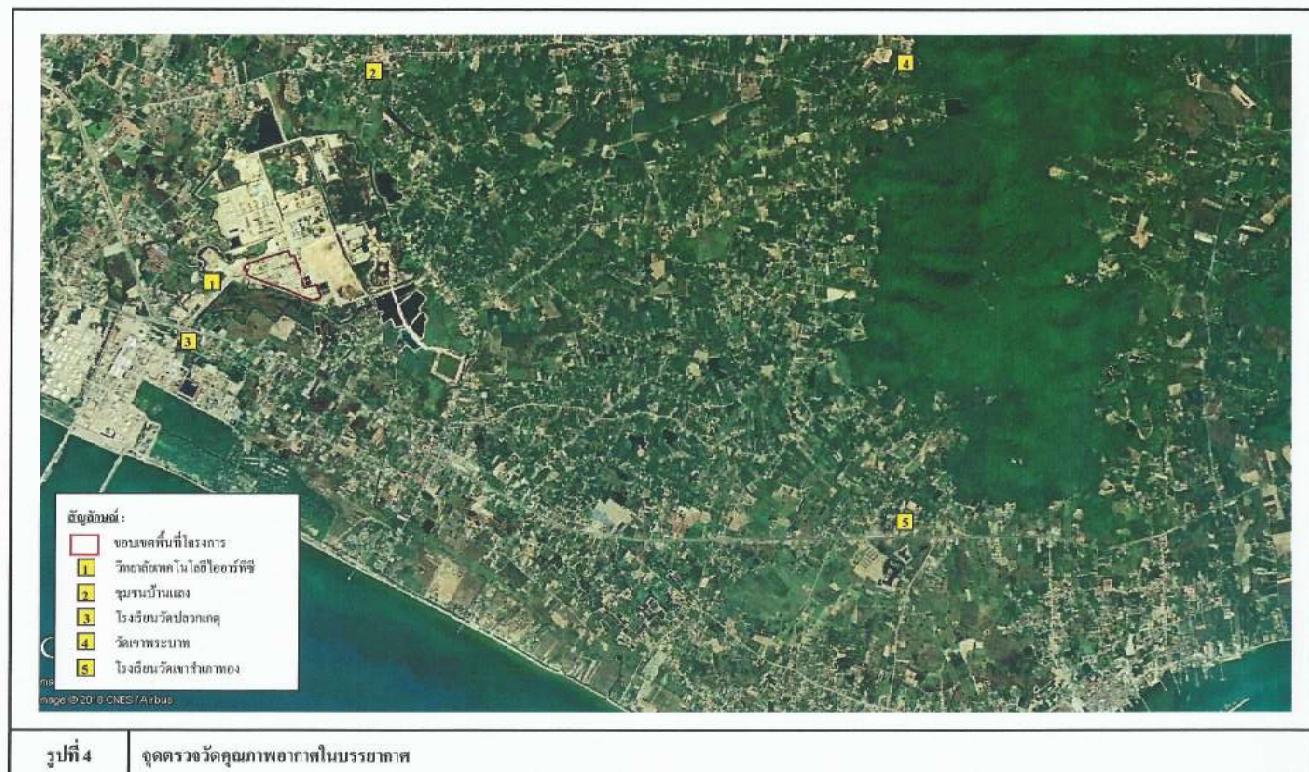 2
4
1
3
5
สัญลักษณ์ :
ขอบเขตพื้นที่โครงการ
1 วิทยาลัยเทคโนโลยีไออาร์พีซี
2 ชุมชนบ้านแลง
3 โรงเรียนวัดปลวกเกตุ
4 วัดเขาพระบาท
5 โรงเรียนวัดเขาสำเภาทอง
Image © 2018 CNES / Airbus
รูปที่ 4 จุดตรวจวัดคุณภาพอากาศในบรรยากาศ